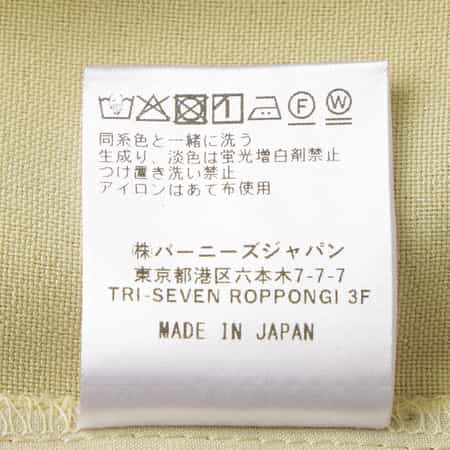 F W
同系色と一緒に洗う
生成り、淡色は蛍光増白剤禁止
つけ置き洗い禁止
アイロンはあて布使用
㈱バーニーズジャパン
東京都港区六本木7-7-7
TRI-SEVEN ROPPONGI 3F
MADE IN JAPAN